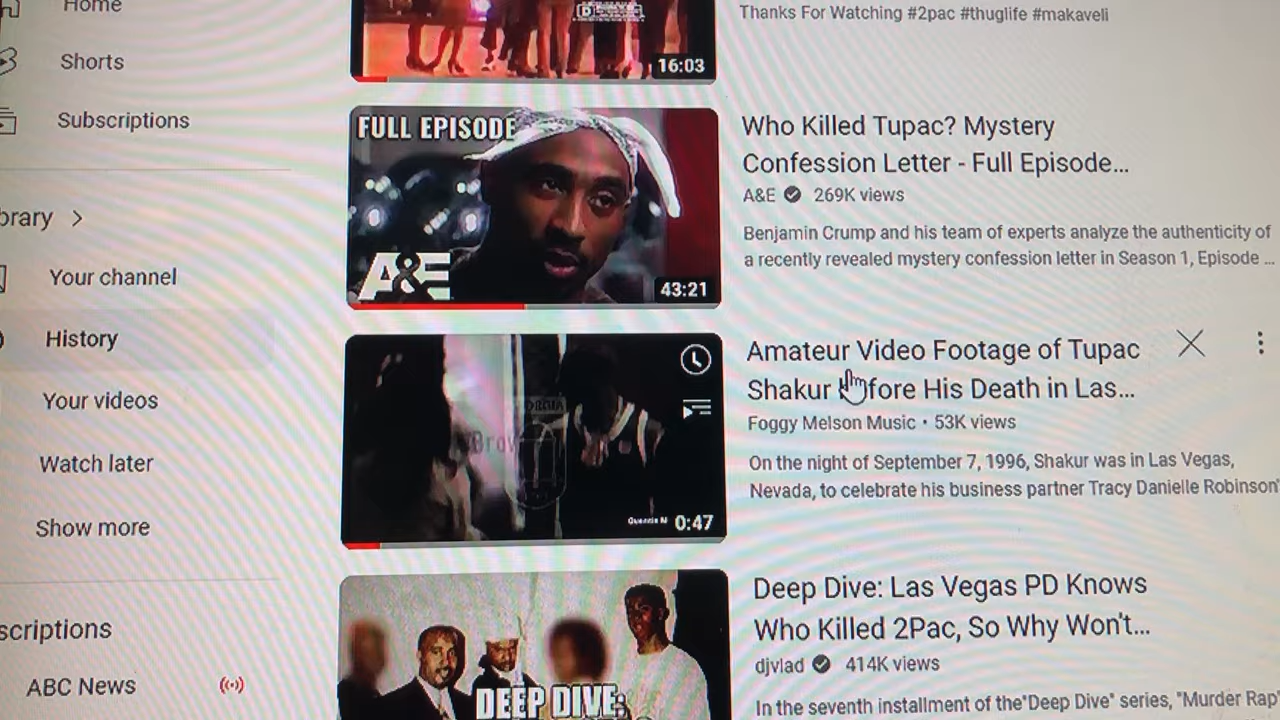 Home
Shorts
Subscriptions
brary >
Your channel
History
Your videos
Watch later
Show more
scriptions
ABC News
16:03
Thanks For Watching #2pac #thuglife #makaveli
FULL EPISODE
A&E
43:21
Who Killed Tupac? Mystery
Confession Letter - Full Episode...
A&E 269K views
Benjamin Crump and his team of experts analyze the authenticity of
a recently revealed mystery confession letter in Season 1, Episode ...
0:47
Amateur Video Footage of Tupac
Shakur fore His Death in Las...
Foggy Melson Music • 53K views
On the night of September 7, 1996, Shakur was in Las Vegas,
Nevada, to celebrate his business partner Tracy Danielle Robinson'
DEEP DIVE:
Deep Dive: Las Vegas PD Knows
Who Killed 2Pac, So Why Won't...
djvlad 414K views
In the seventh installment of the "Deep Dive" series, "Murder Rap